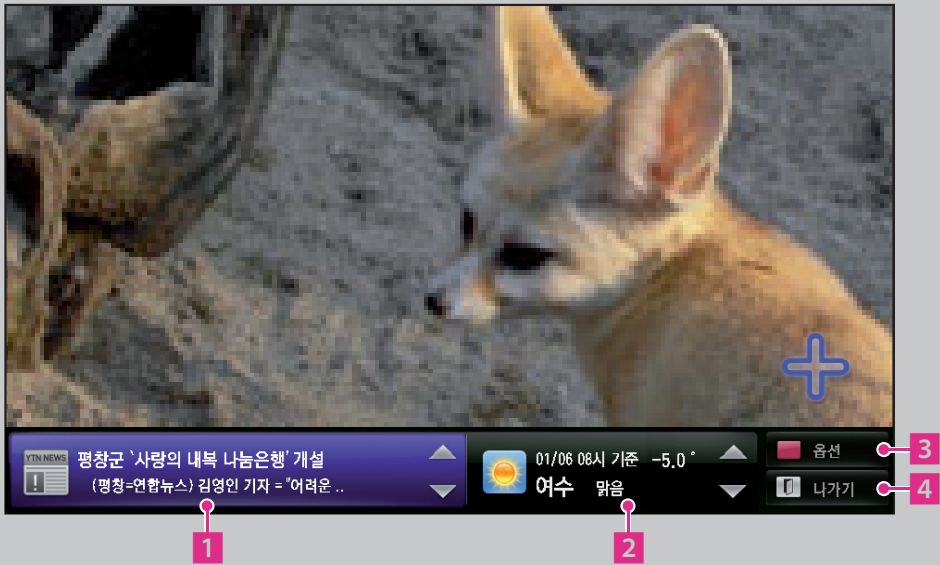 YTN NEWS
평창군 '사랑의 내복 나눔은행' 개설
(평창=연합뉴스) 김영인 기자 = "어려운 ..
01/06 08시 기준 -5.0˚
여수 맑음
옵션
나가기
1
2
3
4